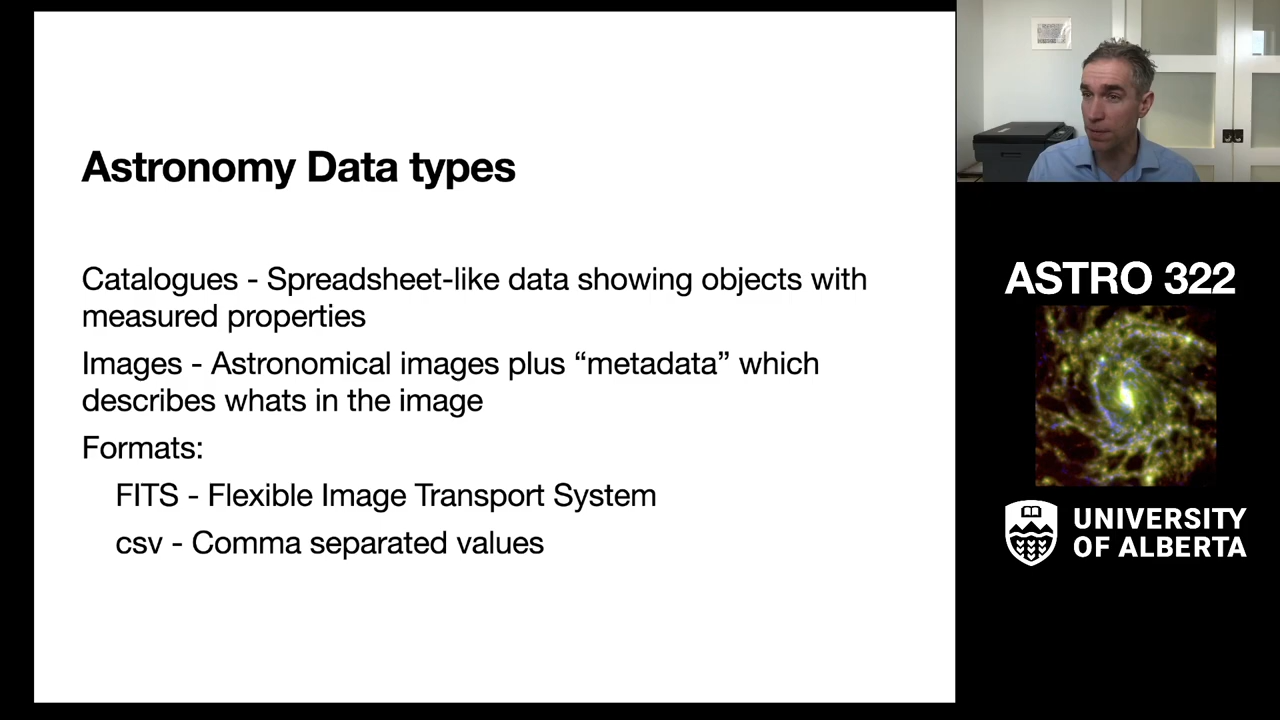 Astronomy Data types
Catalogues - Spreadsheet-like data showing objects with
measured properties
Images - Astronomical images plus “metadata” which
describes whats in the image
Formats:
FITS - Flexible Image Transport System
csv - Comma separated values
ASTRO 322
UNIVERSITY
OF ALBERTA